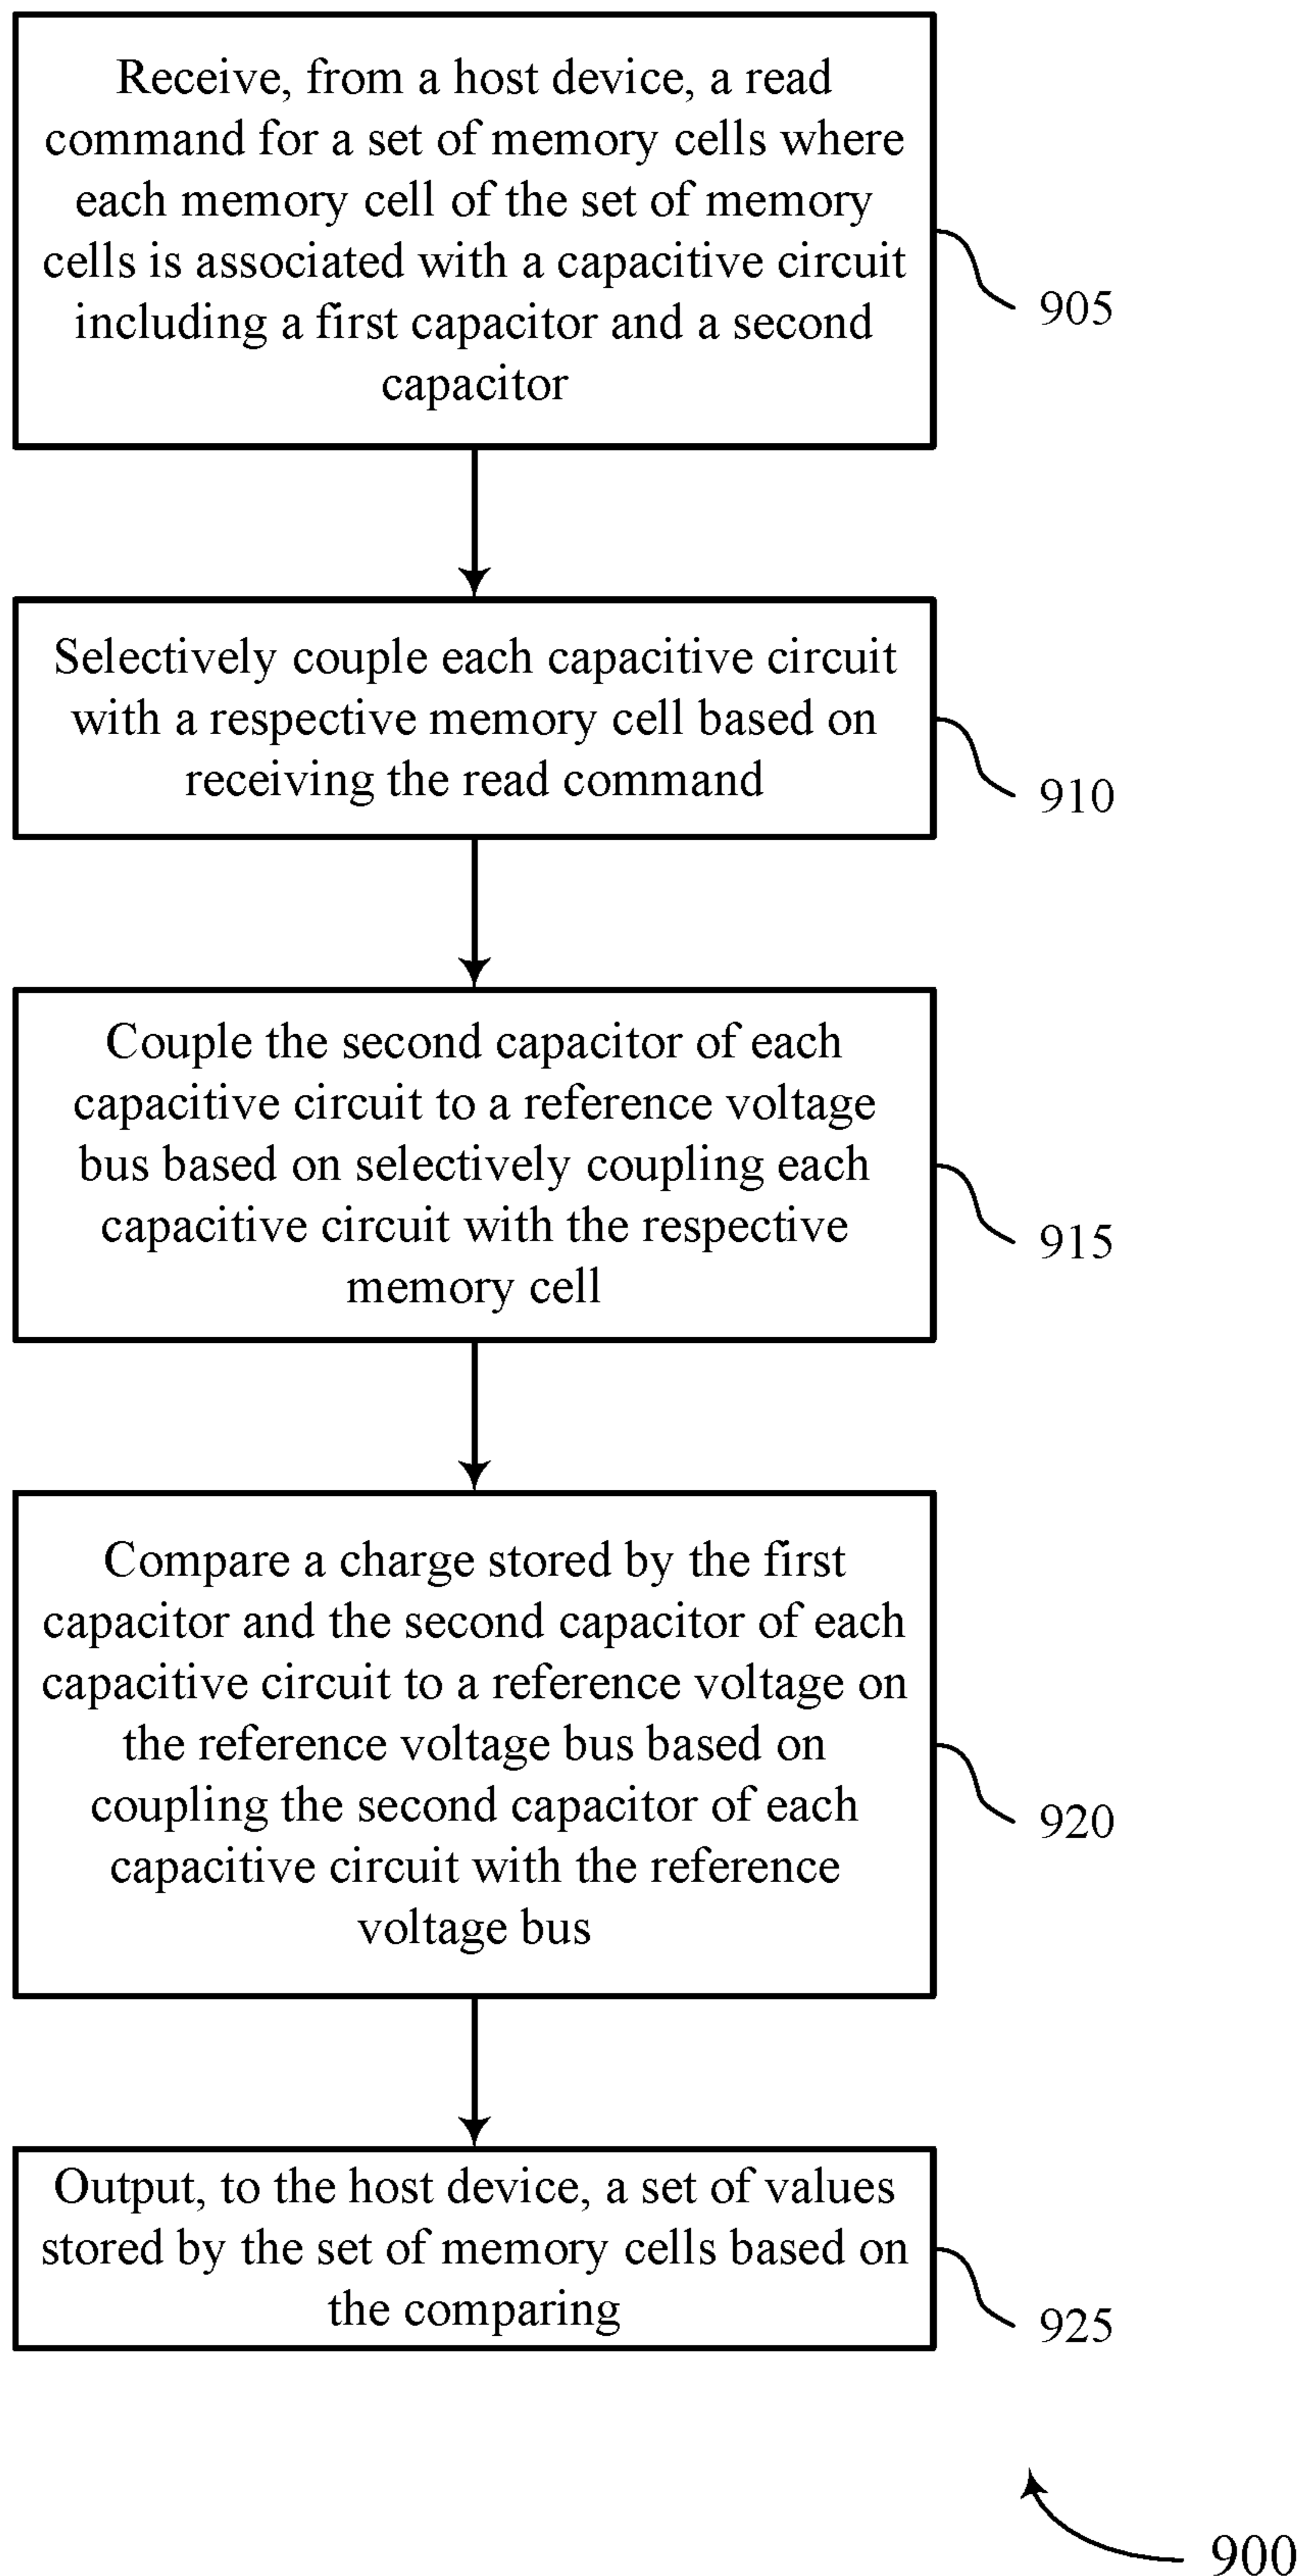 Receive, from a host device, a read
command for a set of memory cells where
each memory cell of the set of memory
cells is associated with a capacitive circuit
including a first capacitor and a second
capacitor
905
Selectively couple each capacitive circuit
with a respective memory cell based on
receiving the read command
910
Couple the second capacitor of each
capacitive circuit to a reference voltage
bus based on selectively coupling each
capacitive circuit with the respective
memory cell
915
Compare a charge stored by the first
capacitor and the second capacitor of each
capacitive circuit to a reference voltage on
the reference voltage bus based on
coupling the second capacitor of each
capacitive circuit with the reference
voltage bus
920
Output, to the host device, a set of values
stored by the set of memory cells based on
the comparing
925
900